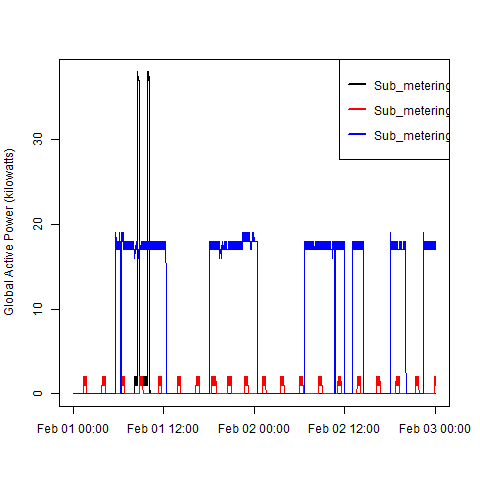 Sub_metering
Sub_metering
Sub_metering
Global Active Power (kilowatts)
30
20
10
0
Feb 01 00:00 Feb 01 12:00 Feb 02 00:00 Feb 02 12:00 Feb 03 00:00